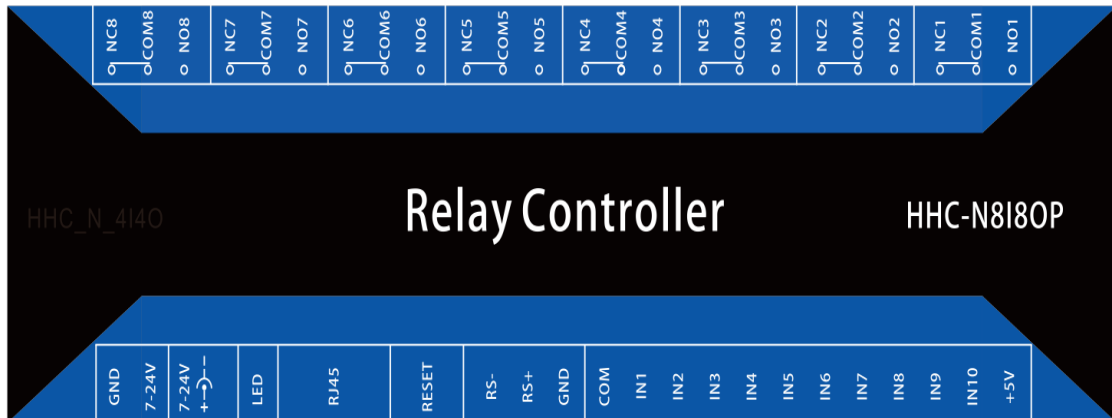 NC8 COM8 NO8 NC7 COM7 NO7 NC6 COM6 NO6 NC5 COM5 NO5 NC4 COM4 NO4 NC3 COM3 NO3 NC2 COM2 NO2 NC1 COM1 NO1
HHC_N_4I4O
Relay Controller
HHC-N8I8OP
GND 7-24V 7-24V LED RJ45 RESET RS- RS+ GND COM IN1 IN2 IN3 IN4 IN5 IN6 IN7 IN8 IN9 IN10 +5V